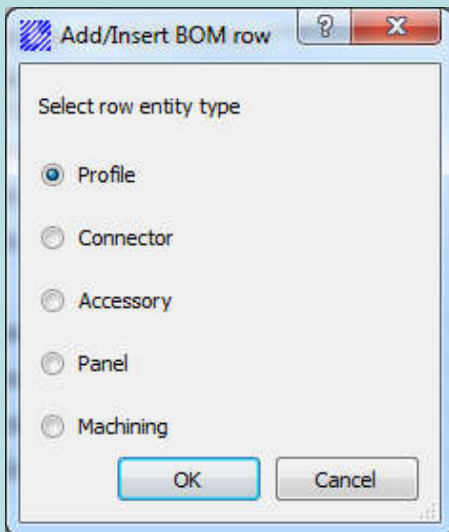 Add/Insert BOM row
Select row entity type
Profile
Connector
Accessory
Panel
Machining
OK
Cancel